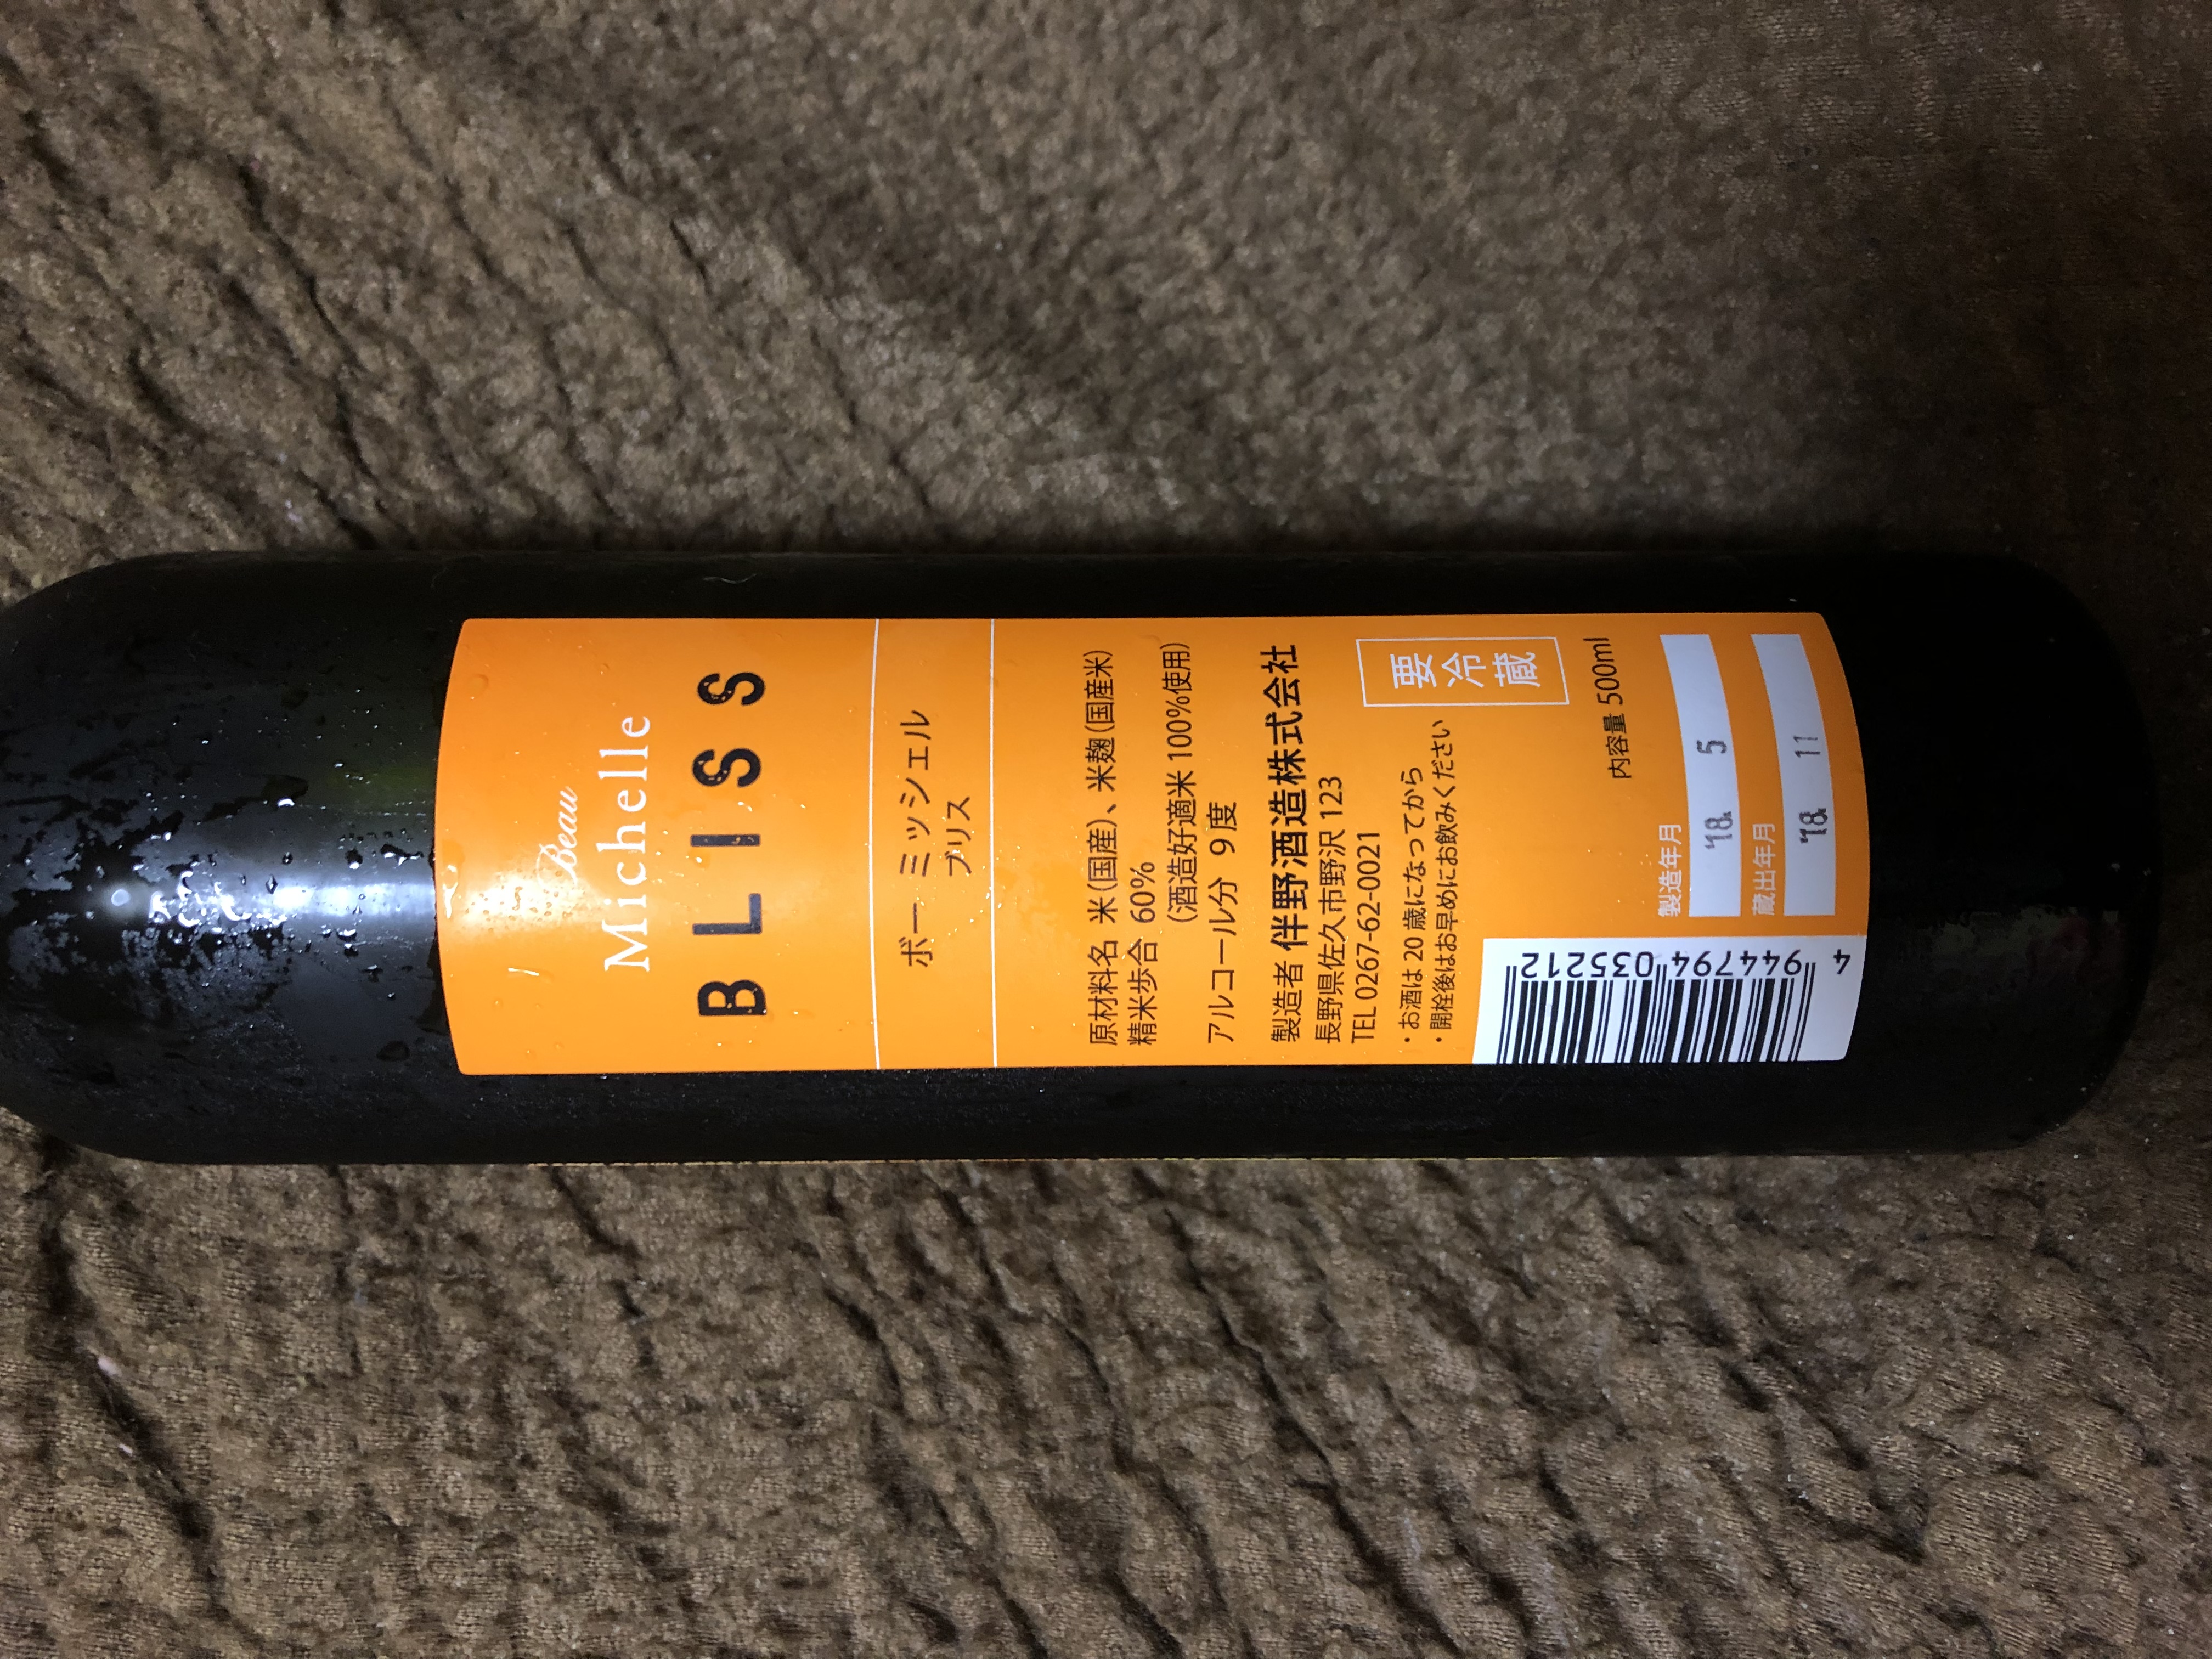 Beau
Michelle
BLISS
ボー ミッシェル
ブリス
原材料名 米(国産)、米麹(国産米)
精米歩合 60%
(酒造好適米 100%使用)
アルコール分 9度
製造者 伴野酒造株式会社
長野県佐久市野沢 123
TEL 0267-62-0021
・お酒は 20 歳になってから
・開栓後はお早めにお飲みください
要
冷
蔵
内容量 500ml
製造年月
'18. 5
蔵出年月
'18. 11
4 944794 035212